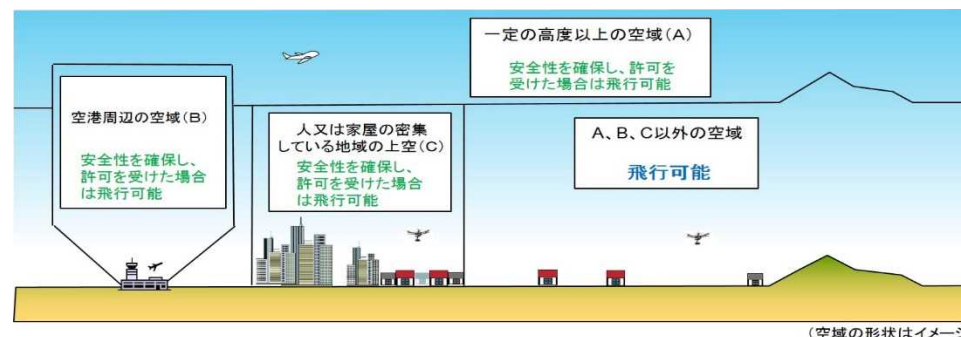 一定の高度以上の空域(A)
安全性を確保し、許可を
受けた場合は飛行可能
空港周辺の空域(B)
安全性を確保し、
許可を受けた場合
は飛行可能
人又は家屋の密集
している地域の上空(C)
安全性を確保し、
許可を受けた場合
は飛行可能
A、B、C以外の空域
飛行可能
(空域の形状はイメージ